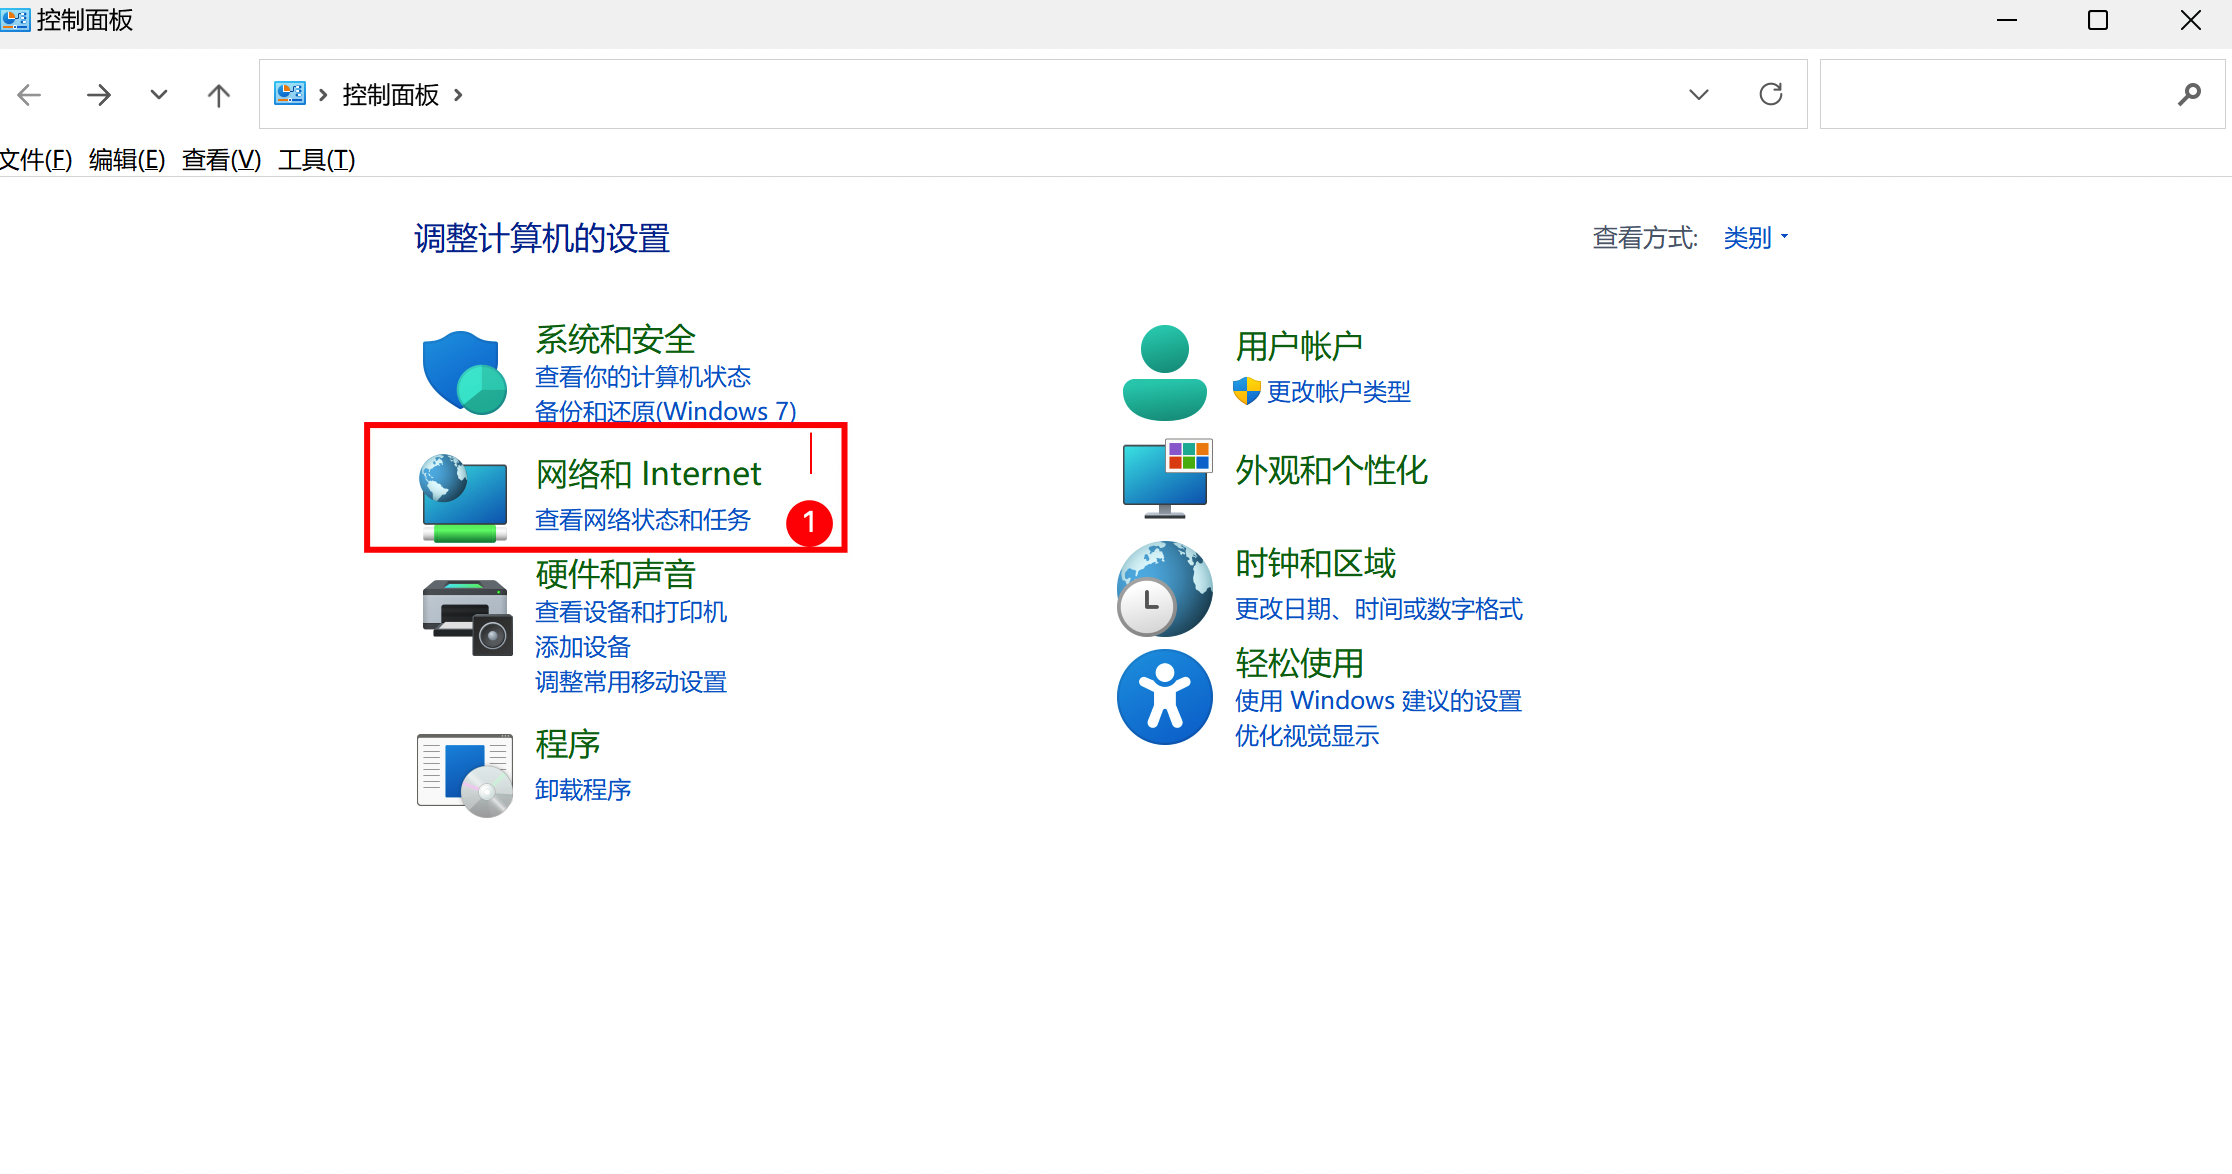 控制面板
控制面板
文件(F) 编辑(E) 查看(V) 工具(T)
调整计算机的设置
查看方式: 类别
系统和安全
查看你的计算机状态
备份和还原(Windows 7)
网络和 Internet
查看网络状态和任务
1
硬件和声音
查看设备和打印机
添加设备
调整常用移动设置
程序
卸载程序
用户帐户
更改帐户类型
外观和个性化
时钟和区域
更改日期、时间或数字格式
轻松使用
使用 Windows 建议的设置
优化视觉显示